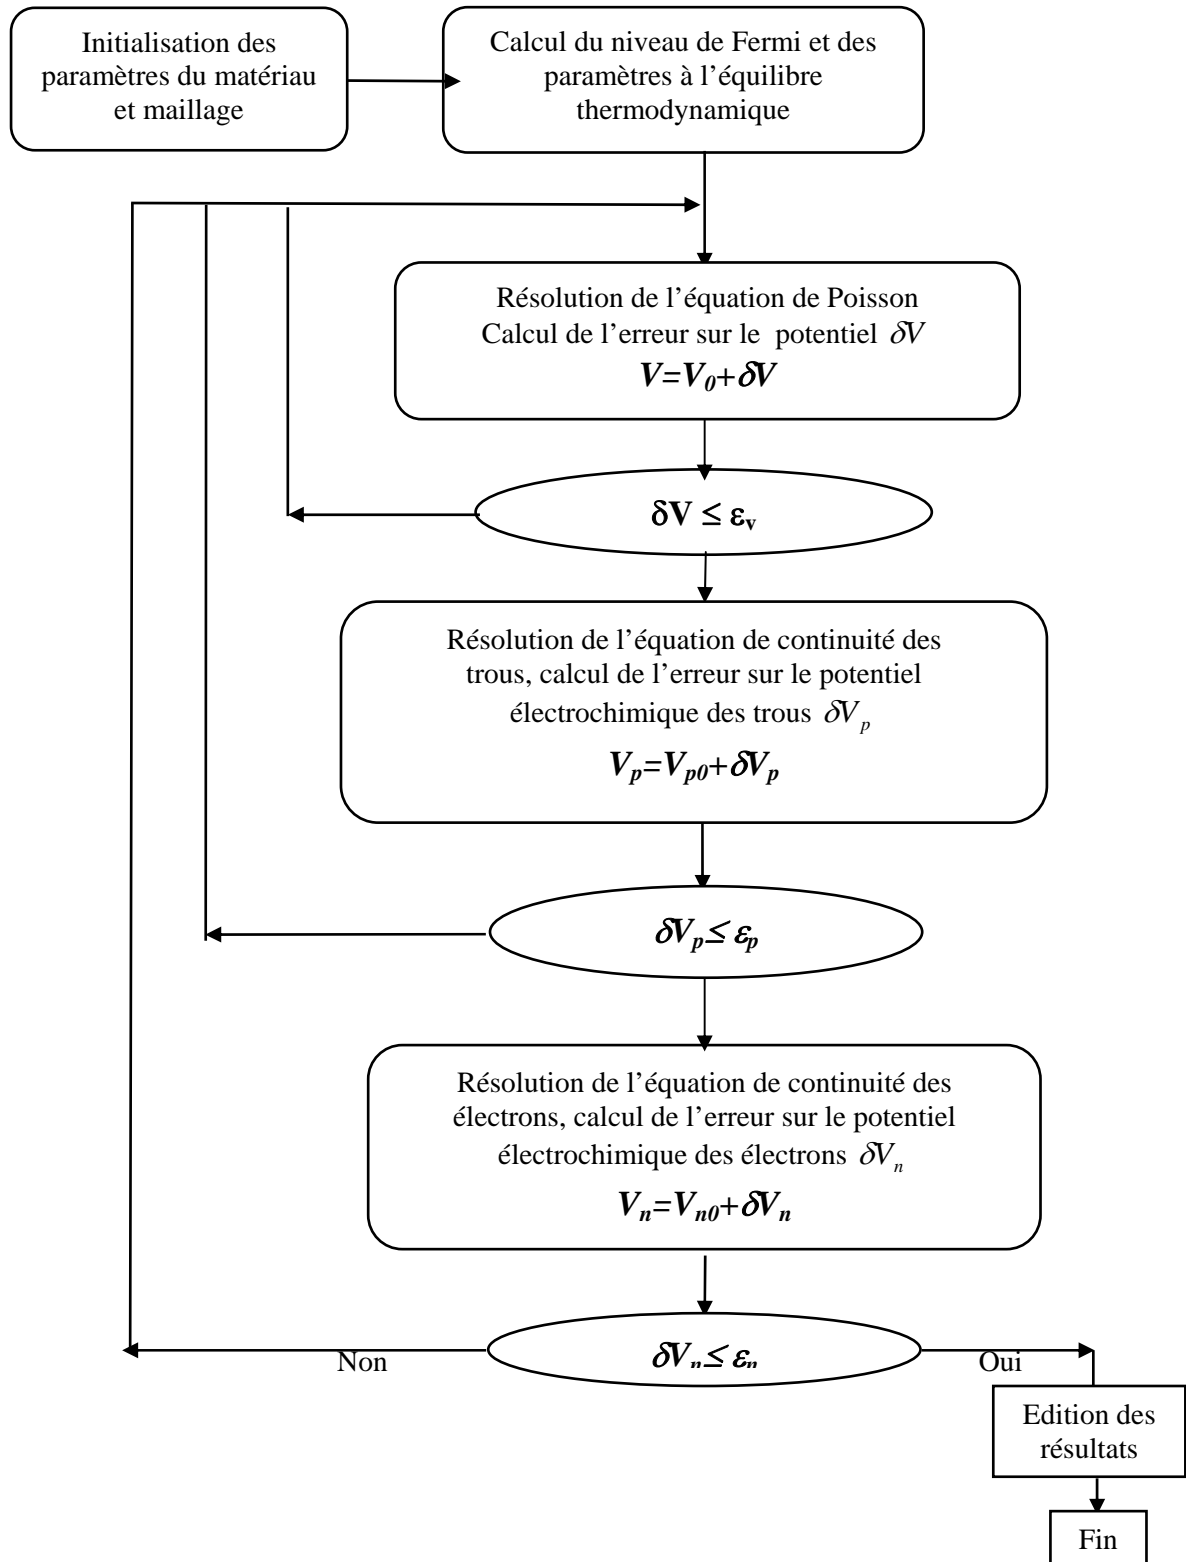 Initialisation des
paramètres du matériau
et maillage
Calcul du niveau de Fermi et des
paramètres à l’équilibre
thermodynamique
Résolution de l’équation de Poisson
Calcul de l’erreur sur le potentiel δV
V=V₀+δV
δV ≤ εᵥ
Résolution de l’équation de continuité des
trous, calcul de l’erreur sur le potentiel
électrochimique des trous δVₚ
Vₚ=Vₚ₀+δVₚ
δVₚ≤ εₚ
Résolution de l’équation de continuité des
électrons, calcul de l’erreur sur le potentiel
électrochimique des électrons δVₙ
Vₙ=Vₙ₀+δVₙ
Non
δVₙ≤ εₙ
Oui
Edition des
résultats
Fin